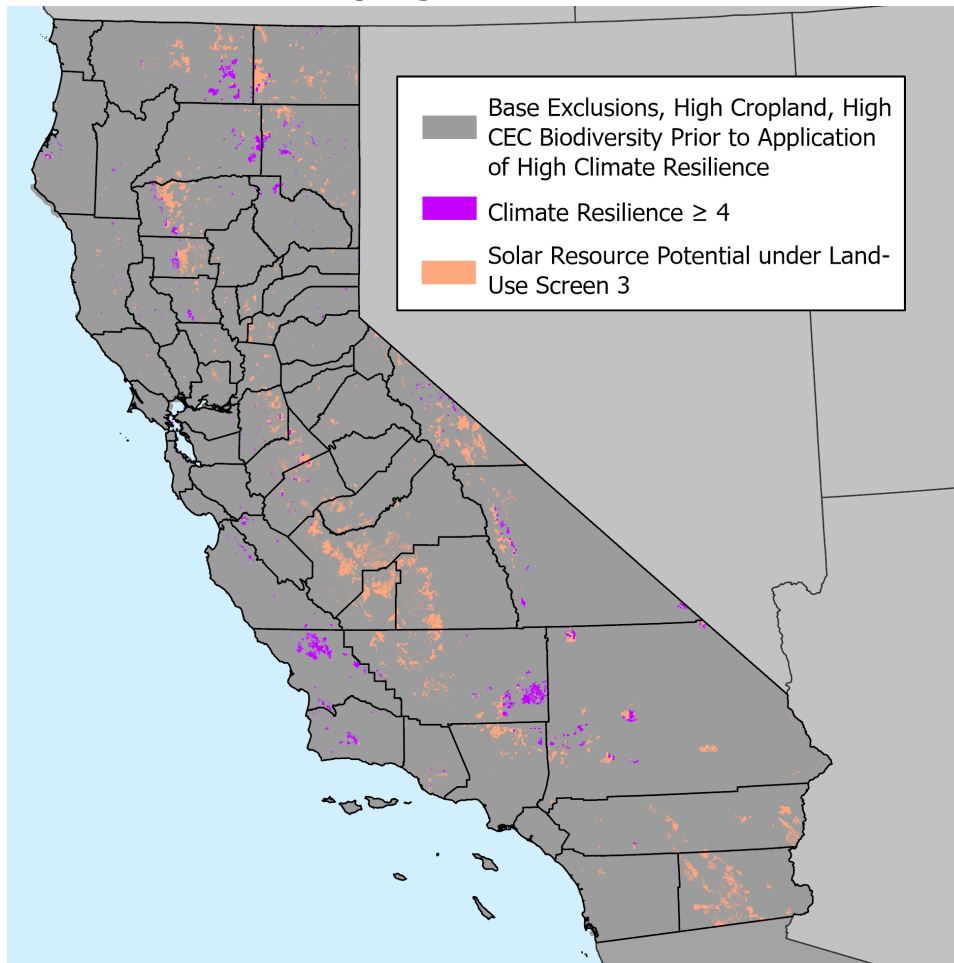 Base Exclusions, High Cropland, High
CEC Biodiversity Prior to Application
of High Climate Resilience
Climate Resilience ≥ 4
Solar Resource Potential under Land-
Use Screen 3